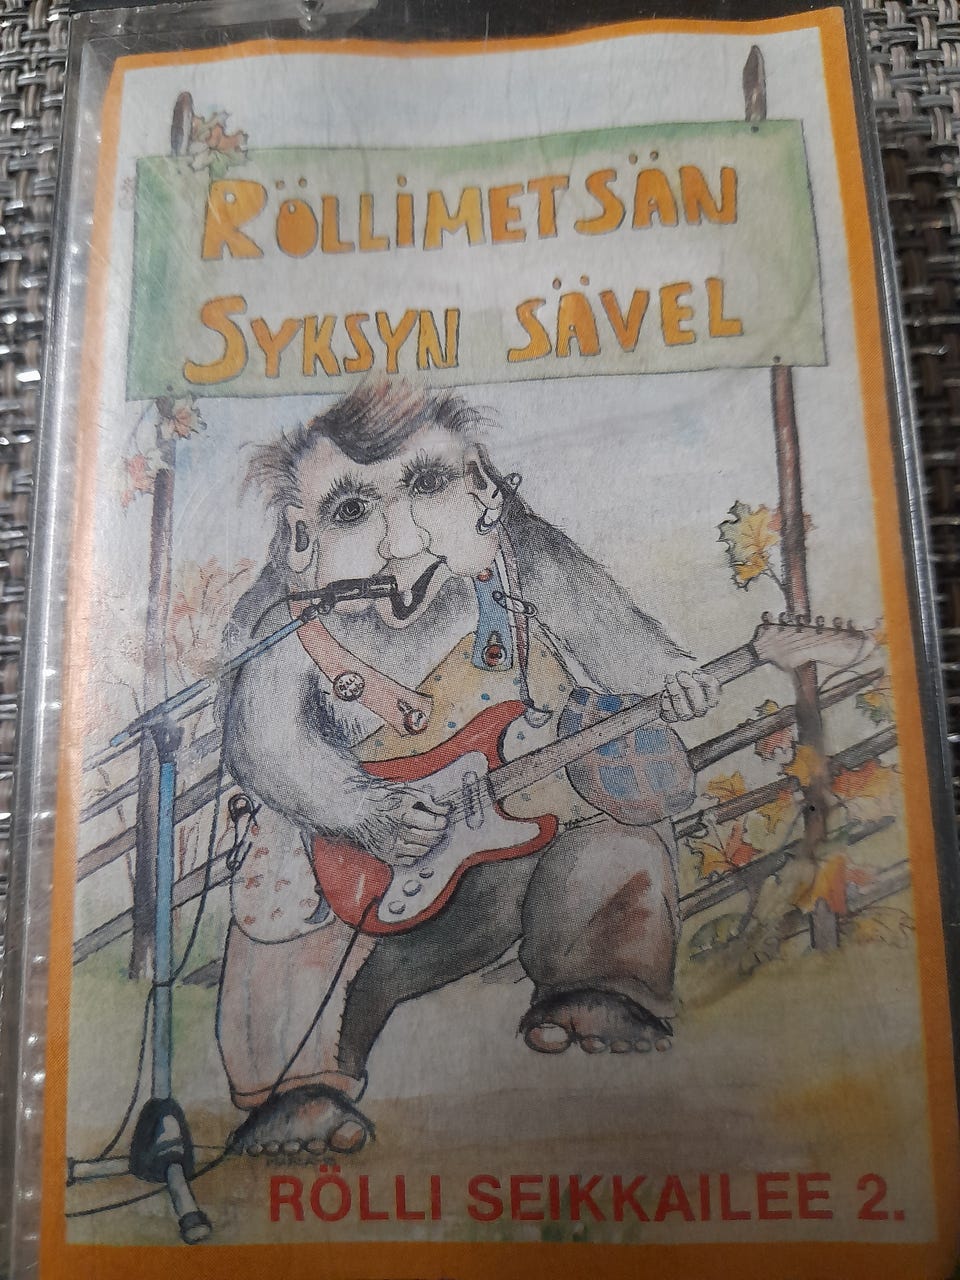 RÖLLIMETSÄN
SYKSYN SÄVEL
RÖLLI SEIKKAILEE 2.